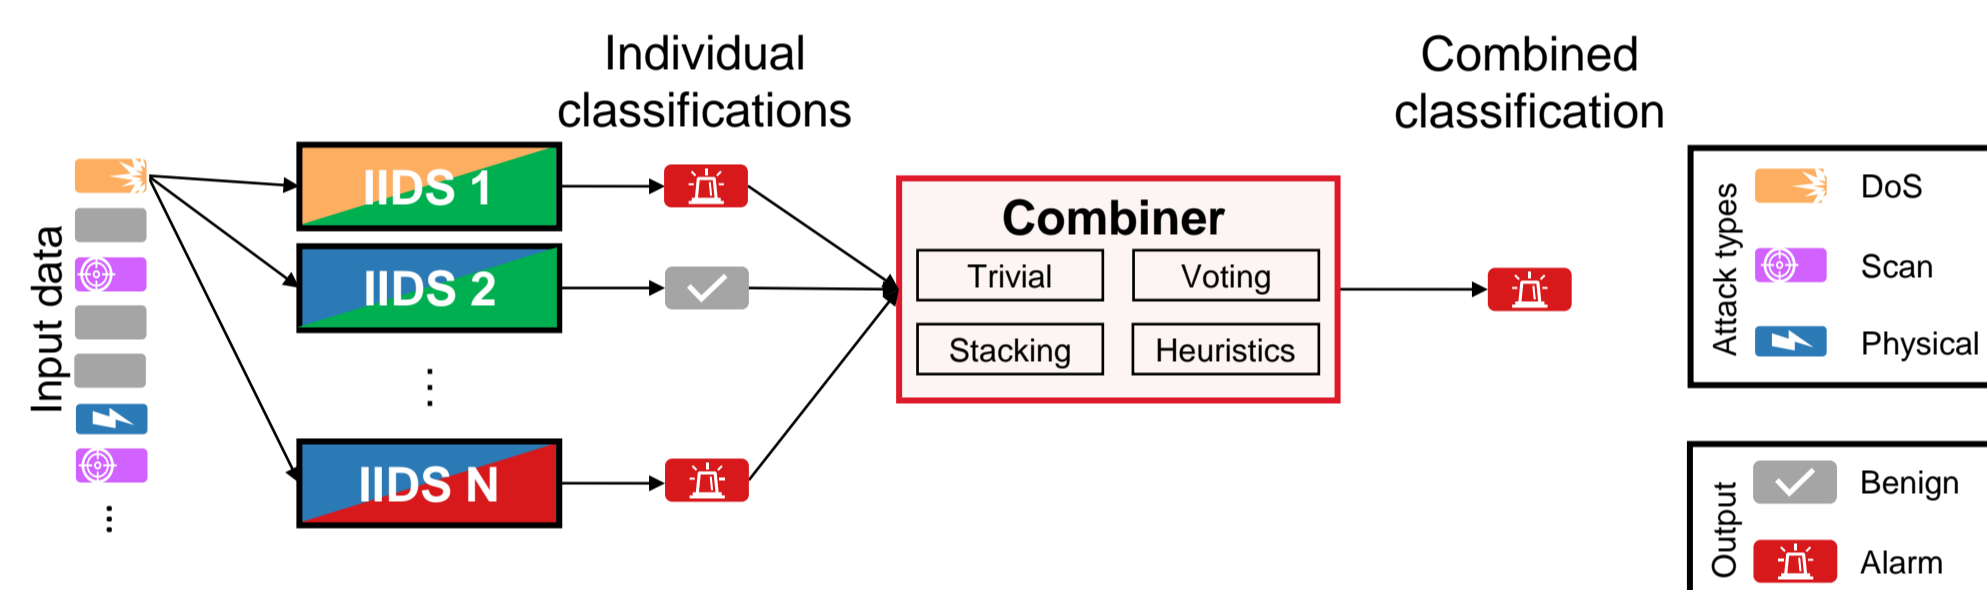 Individual
classifications
Combined
classification
Input data
...
IIDS 1
IIDS 2
...
IIDS N
Combiner
Trivial
Voting
Stacking
Heuristics
Attack types
DoS
Scan
Physical
Output
Benign
Alarm